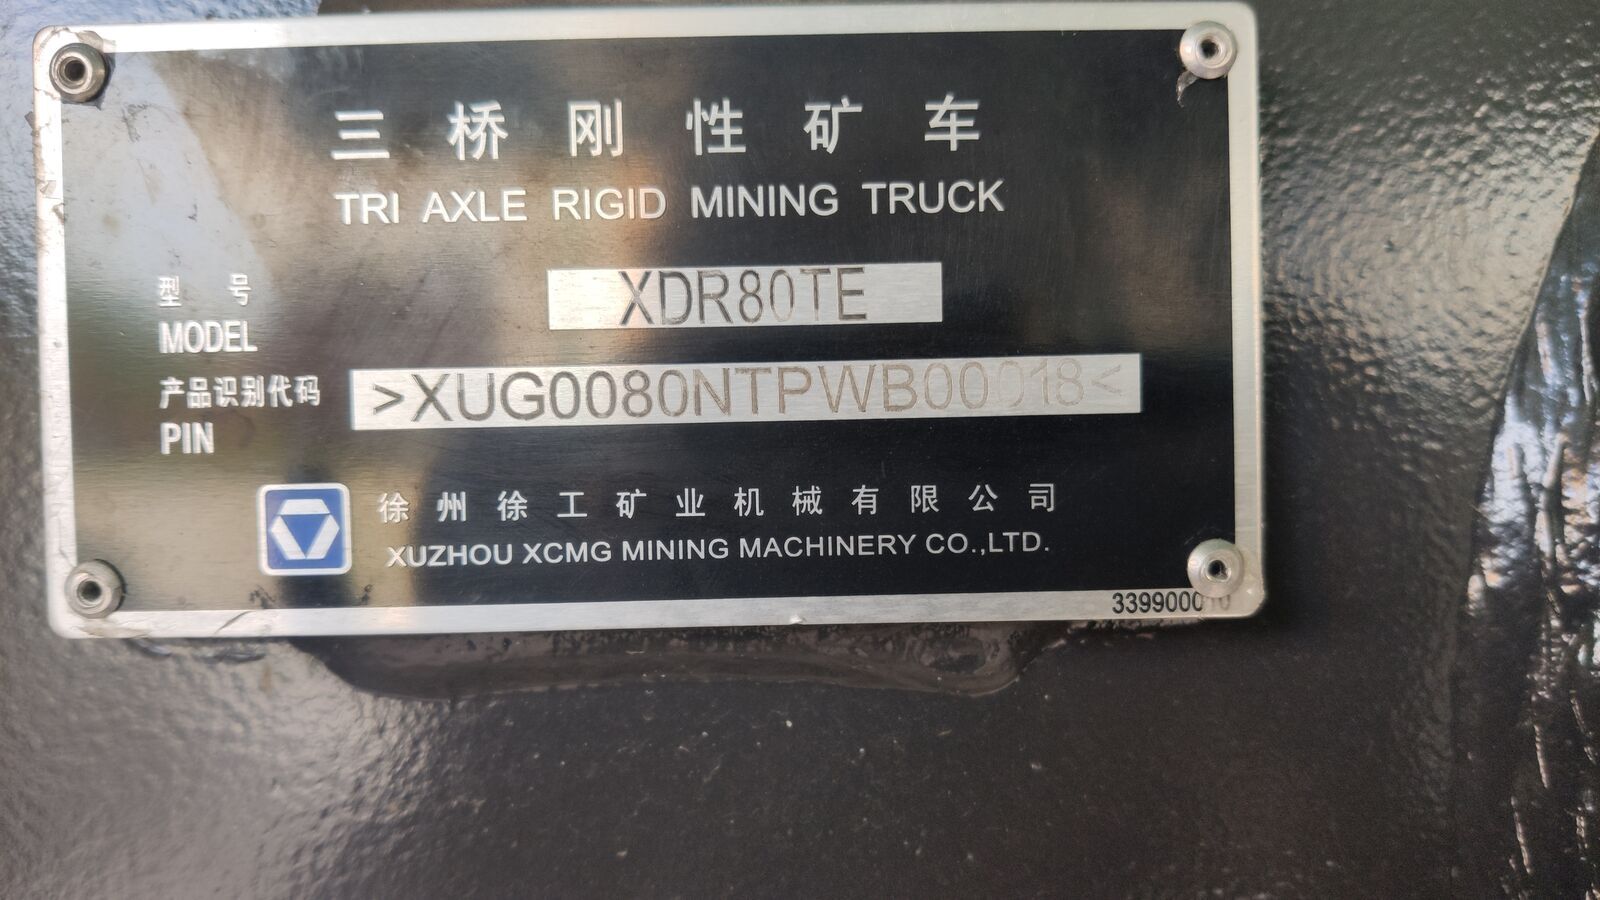 三桥刚性矿车
TRI AXLE RIGID MINING TRUCK
型号
XDR80TE
MODEL
产品识别代码
>XUG0080NTPWB00018<
PIN
徐州徐工矿业机械有限公司
XUZHOU XCMG MINING MACHINERY CO.,LTD.
339900010